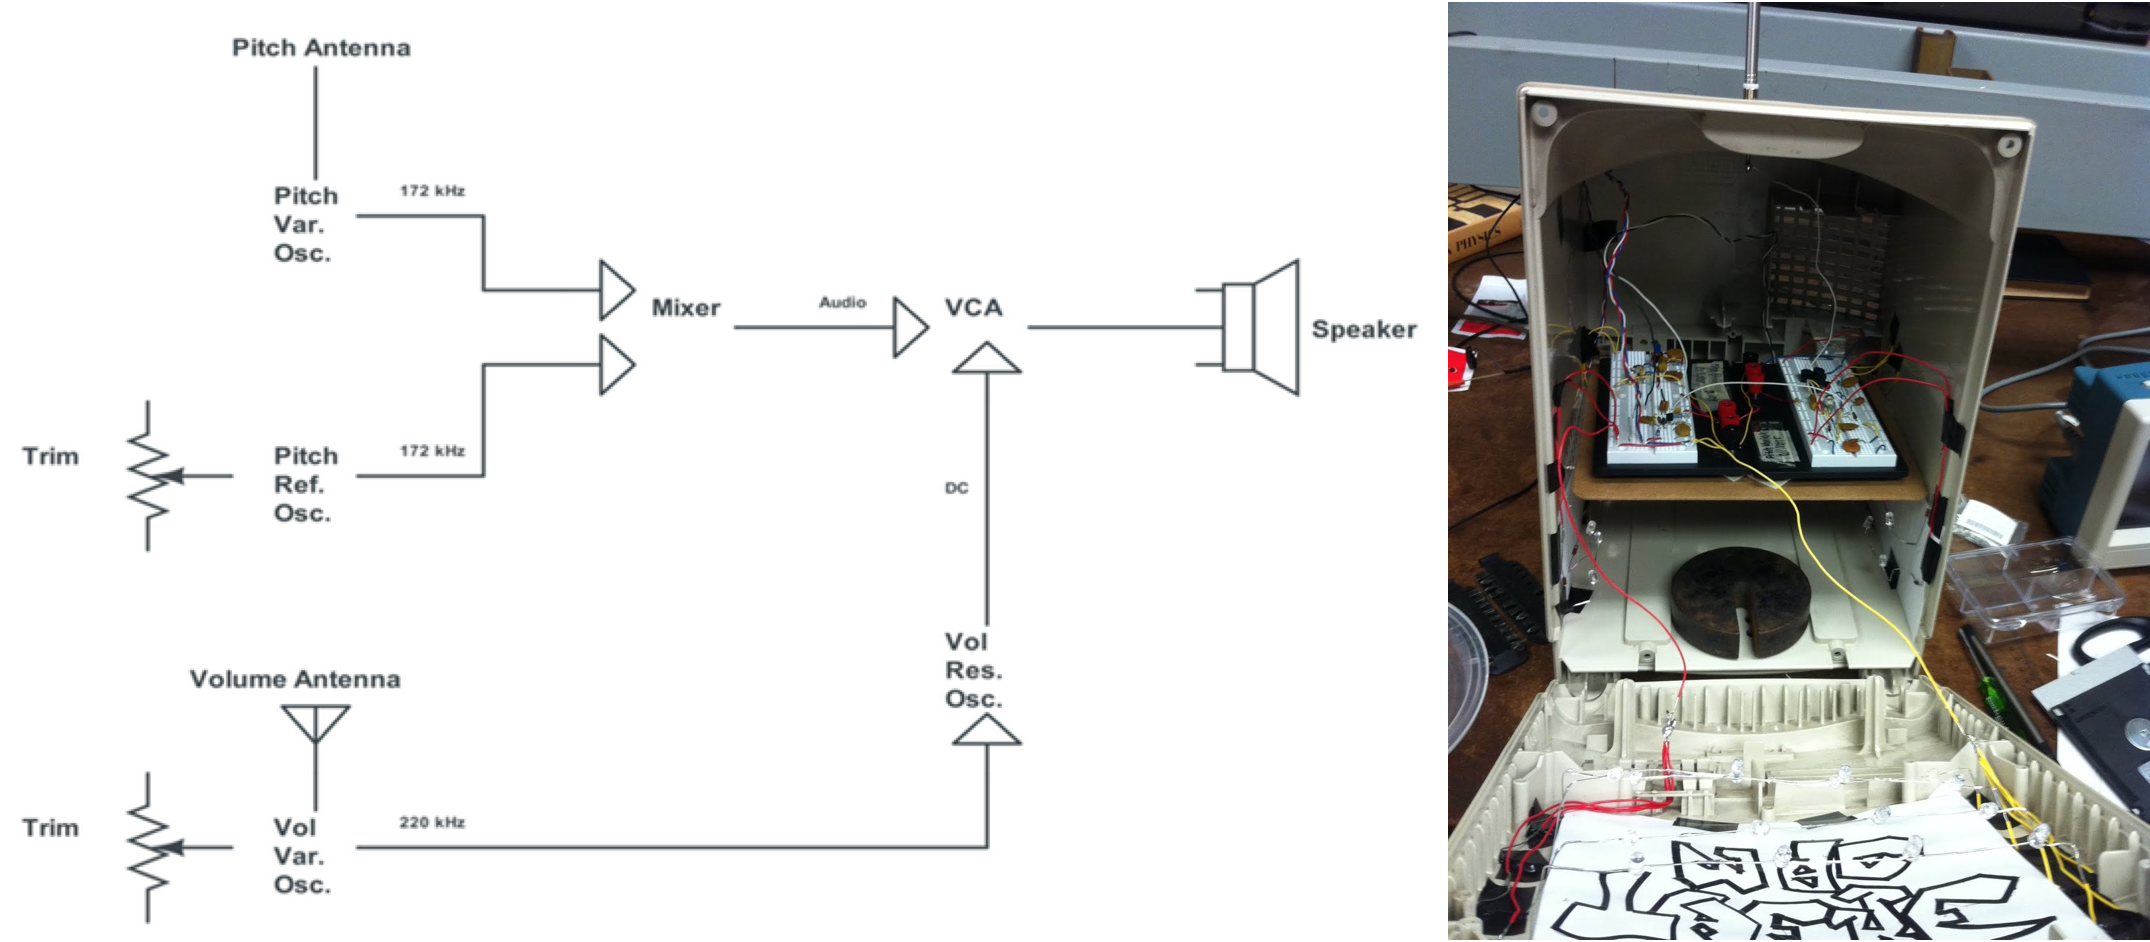 Pitch Antenna
Pitch
Var.
Osc.
172 kHz
Mixer
Audio
VCA
Speaker
Trim
Pitch
Ref.
Osc.
172 kHz
DC
Vol
Res.
Osc.
Volume Antenna
Trim
Vol
Var.
Osc.
220 kHz
PHYSICS